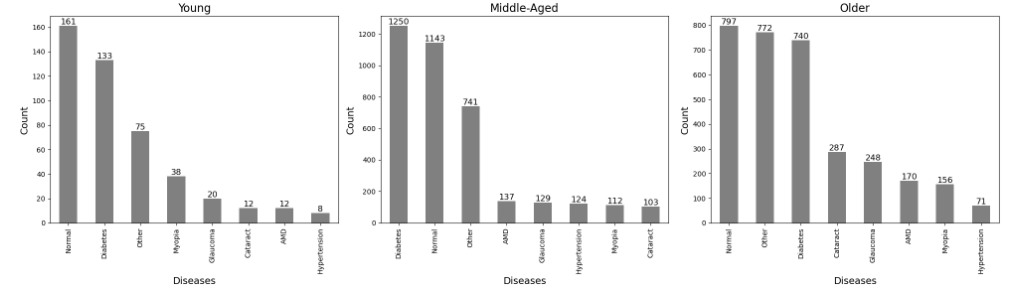 Young
Count
160
140
120
100
80
60
40
20
0
161
133
75
38
20
12
12
8
Normal
Diabetes
Other
Myopia
Glaucoma
Cataract
AMD
Hypertension
Diseases
Middle-Aged
Count
1200
1000
800
600
400
200
0
1250
1143
741
137
129
124
112
103
Diabetes
Normal
Other
AMD
Glaucoma
Hypertension
Myopia
Cataract
Diseases
Older
Count
800
700
600
500
400
300
200
100
0
797
772
740
287
248
170
156
71
Normal
Other
Diabetes
Cataract
Glaucoma
AMD
Myopia
Hypertension
Diseases